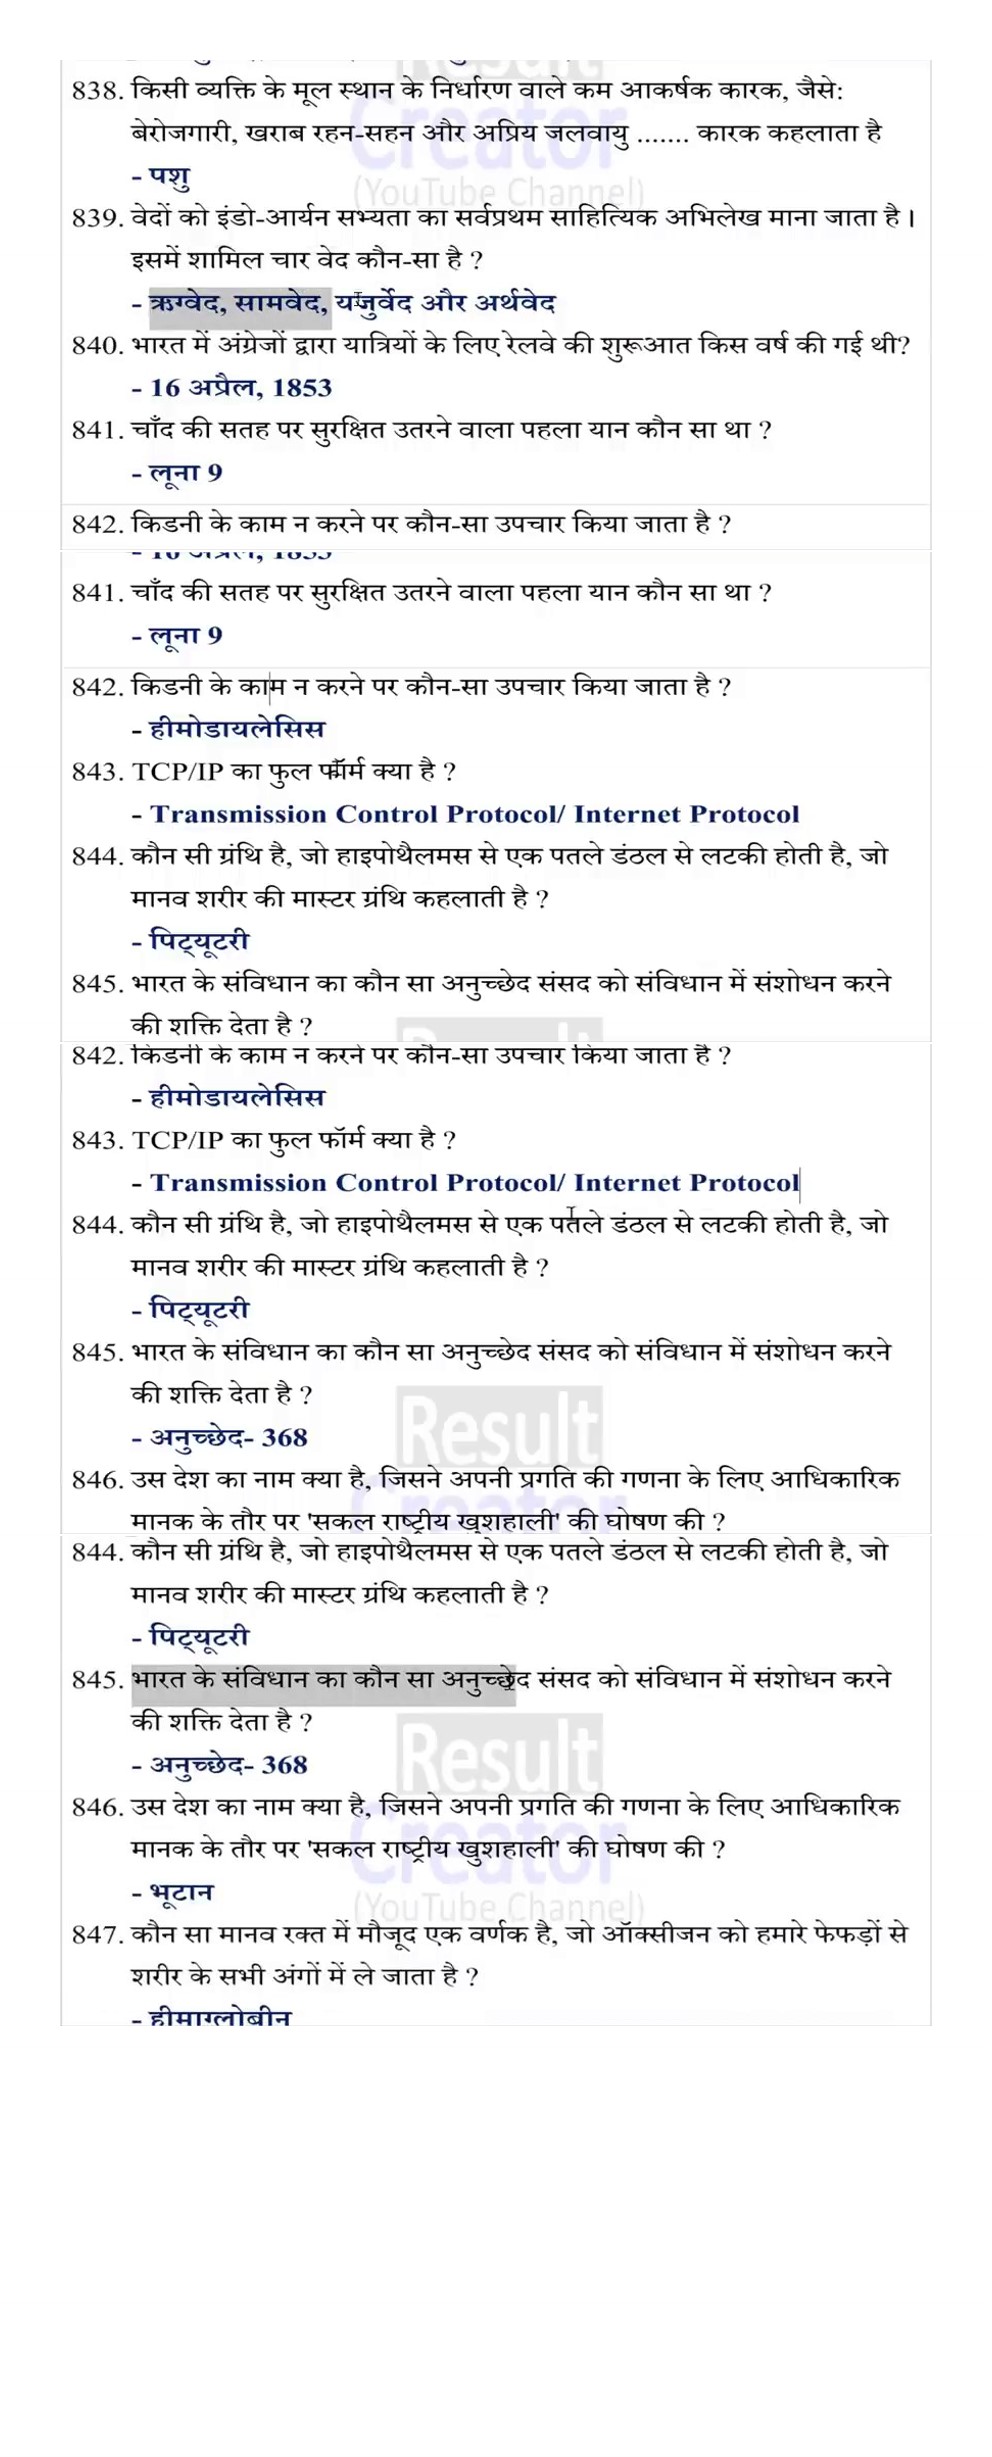 838. किसी व्यक्ति के मूल स्थान के निर्धारण वाले कम आकर्षक कारक, जैसे:
बेरोजगारी, खराब रहन-सहन और अप्रिय जलवायु ....... कारक कहलाता है
- पशु
839. वेदों को इंडो-आर्यन सभ्यता का सर्वप्रथम साहित्यिक अभिलेख माना जाता है।
इसमें शामिल चार वेद कौन-सा है ?
- ऋग्वेद, सामवेद, यजुर्वेद और अर्थवेद
840. भारत में अंग्रेजों द्वारा यात्रियों के लिए रेलवे की शुरूआत किस वर्ष की गई थी?
- 16 अप्रैल, 1853
841. चाँद की सतह पर सुरक्षित उतरने वाला पहला यान कौन सा था ?
- लूना 9
842. किडनी के काम न करने पर कौन-सा उपचार किया जाता है ?
- 16 अप्रैल, 1853
841. चाँद की सतह पर सुरक्षित उतरने वाला पहला यान कौन सा था ?
- लूना 9
842. किडनी के काम न करने पर कौन-सा उपचार किया जाता है ?
- हीमोडायलेसिस
843. TCP/IP का फुल फॉर्म क्या है ?
- Transmission Control Protocol/ Internet Protocol
844. कौन सी ग्रंथि है, जो हाइपोथैलमस से एक पतले डंठल से लटकी होती है, जो
मानव शरीर की मास्टर ग्रंथि कहलाती है ?
- पिट्यूटरी
845. भारत के संविधान का कौन सा अनुच्छेद संसद को संविधान में संशोधन करने
की शक्ति देता है ?
842. किडनी के काम न करने पर कौन-सा उपचार किया जाता है ?
- हीमोडायलेसिस
843. TCP/IP का फुल फॉर्म क्या है ?
- Transmission Control Protocol/ Internet Protocol
844. कौन सी ग्रंथि है, जो हाइपोथैलमस से एक पतले डंठल से लटकी होती है, जो
मानव शरीर की मास्टर ग्रंथि कहलाती है ?
- पिट्यूटरी
845. भारत के संविधान का कौन सा अनुच्छेद संसद को संविधान में संशोधन करने
की शक्ति देता है ?
- अनुच्छेद- 368
846. उस देश का नाम क्या है, जिसने अपनी प्रगति की गणना के लिए आधिकारिक
मानक के तौर पर 'सकल राष्ट्रीय खुशहाली' की घोषण की ?
844. कौन सी ग्रंथि है, जो हाइपोथैलमस से एक पतले डंठल से लटकी होती है, जो
मानव शरीर की मास्टर ग्रंथि कहलाती है ?
- पिट्यूटरी
845. भारत के संविधान का कौन सा अनुच्छेद संसद को संविधान में संशोधन करने
की शक्ति देता है ?
- अनुच्छेद- 368
846. उस देश का नाम क्या है, जिसने अपनी प्रगति की गणना के लिए आधिकारिक
मानक के तौर पर 'सकल राष्ट्रीय खुशहाली' की घोषण की ?
- भूटान
847. कौन सा मानव रक्त में मौजूद एक वर्णक है, जो ऑक्सीजन को हमारे फेफड़ों से
शरीर के सभी अंगों में ले जाता है ?
- हीमाग्लोबीन
Result
Creator
(YouTube Channel)
Result
Creator
Result
Creator
(YouTube Channel)